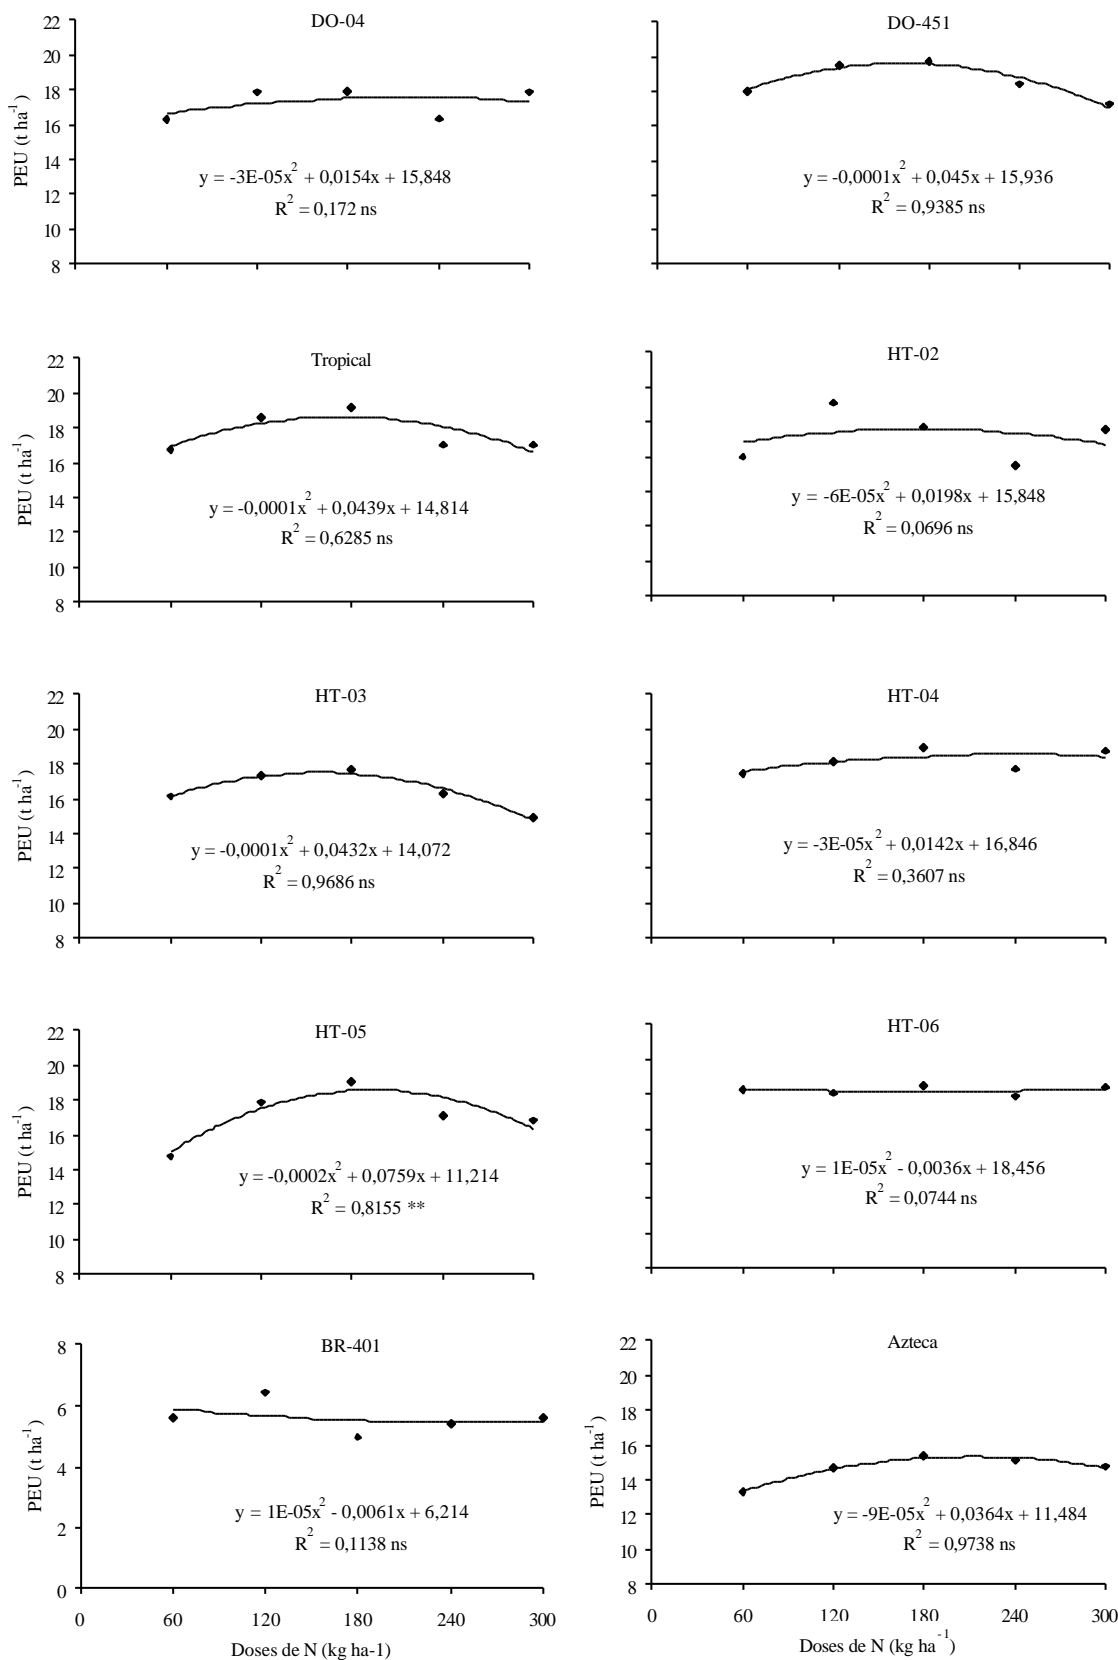 DO-04
22
20
18
16
14
12
10
8
PEU (t ha⁻¹)
y = -3E-05x² + 0,0154x + 15,848
R² = 0,172 ns
DO-451
y = -0,0001x² + 0,045x + 15,936
R² = 0,9385 ns
Tropical
22
20
18
16
14
12
10
8
PEU (t ha⁻¹)
y = -0,0001x² + 0,0439x + 14,814
R² = 0,6285 ns
HT-02
y = -6E-05x² + 0,0198x + 15,848
R² = 0,0696 ns
HT-03
22
20
18
16
14
12
10
8
PEU (t ha⁻¹)
y = -0,0001x² + 0,0432x + 14,072
R² = 0,9686 ns
HT-04
y = -3E-05x² + 0,0142x + 16,846
R² = 0,3607 ns
HT-05
22
20
18
16
14
12
10
8
PEU (t ha⁻¹)
y = -0,0002x² + 0,0759x + 11,214
R² = 0,8155 **
HT-06
y = 1E-05x² - 0,0036x + 18,456
R² = 0,0744 ns
BR-401
8
6
4
2
0
PEU (t ha⁻¹)
y = 1E-05x² - 0,0061x + 6,214
R² = 0,1138 ns
0 60 120 180 240 300
Doses de N (kg ha-1)
Azteca
22
20
18
16
14
12
10
8
PEU (t ha⁻¹)
y = -9E-05x² + 0,0364x + 11,484
R² = 0,9738 ns
0 60 120 180 240 300
Doses de N (kg ha⁻¹)